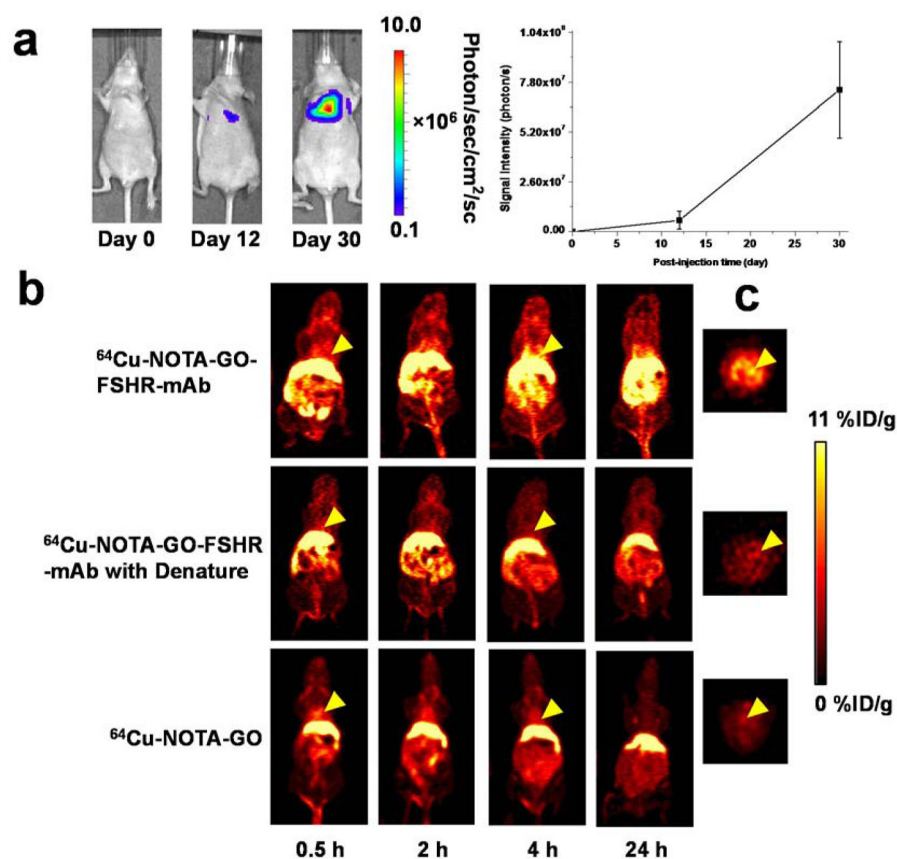 a
10.0
×10⁶
0.1
Photon/sec/cm²/sc
Day 0
Day 12
Day 30
Signal Intensity (photon/s)
1.04x10⁸
7.80x10⁷
5.20x10⁷
2.60x10⁷
0.00
0 5 10 15 20 25 30
Post-injection time (day)
b
c
⁶⁴Cu-NOTA-GO-
FSHR-mAb
⁶⁴Cu-NOTA-GO-FSHR
-mAb with Denature
⁶⁴Cu-NOTA-GO
11 %ID/g
0 %ID/g
0.5 h
2 h
4 h
24 h